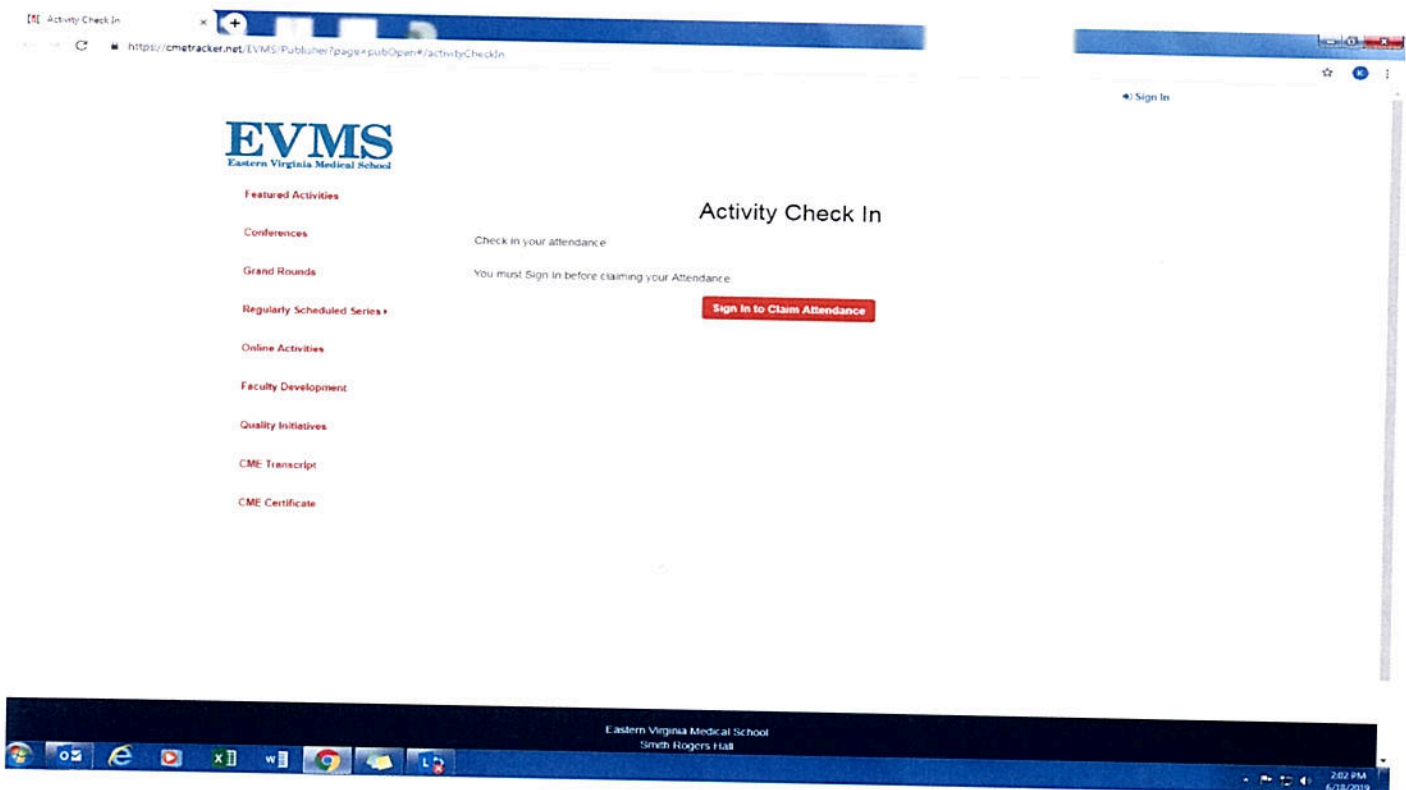 Activity Check In
https://cmetracker.net/EVMS/Publisher?page=pubOpen#/activityCheckIn
Sign In
EVMS
Eastern Virginia Medical School
Featured Activities
Conferences
Grand Rounds
Regularly Scheduled Series
Online Activities
Faculty Development
Quality Initiatives
CME Transcript
CME Certificate
Activity Check In
Check in your attendance
You must Sign In before claiming your Attendance
Sign In to Claim Attendance
Eastern Virginia Medical School
Smith Rogers Hall
2:02 PM
6/18/2019